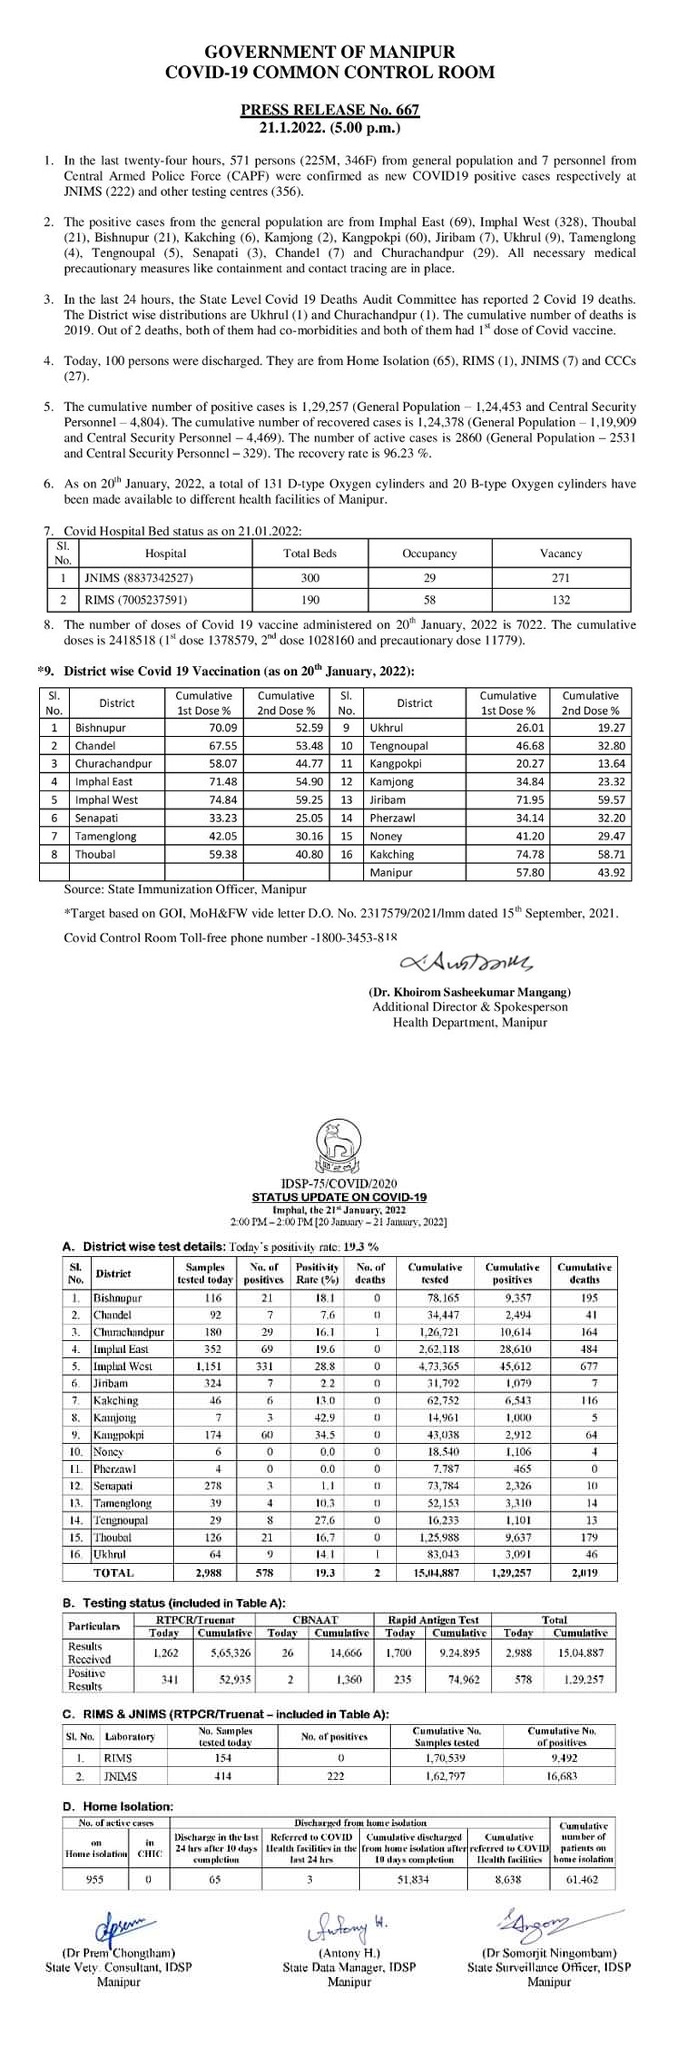 GOVERNMENT OF MANIPUR
COVID-19 COMMON CONTROL ROOM
PRESS RELEASE No. 667
21.1.2022. (5.00 p.m.)
1. In the last twenty-four hours, 571 persons (225M, 346F) from general population and 7 personnel from
Central Armed Police Force (CAPF) were confirmed as new COVID19 positive cases respectively at
JNIMS (222) and other testing centres (356).
2. The positive cases from the general population are from Imphal East (69), Imphal West (328), Thoubal
(21), Bishnupur (21), Kakching (6), Kamjong (2), Kangpokpi (60), Jiribam (7), Ukhrul (9), Tamenglong
(4), Tengnoupal (5), Senapati (3), Chandel (7) and Churachandpur (29). All necessary medical
precautionary measures like containment and contact tracing are in place.
3. In the last 24 hours, the State Level Covid 19 Deaths Audit Committee has reported 2 Covid 19 deaths.
The District wise distributions are Ukhrul (1) and Churachandpur (1). The cumulative number of deaths is
2019. Out of 2 deaths, both of them had co-morbidities and both of them had 1st dose of Covid vaccine.
4. Today, 100 persons were discharged. They are from Home Isolation (65), RIMS (1), JNIMS (7) and CCCs
(27).
5. The cumulative number of positive cases is 1,29,257 (General Population – 1,24,453 and Central Security
Personnel – 4,804). The cumulative number of recovered cases is 1,24,378 (General Population – 1,19,909
and Central Security Personnel – 4,469). The number of active cases is 2860 (General Population – 2531
and Central Security Personnel – 329). The recovery rate is 96.23 %.
6. As on 20th January, 2022, a total of 131 D-type Oxygen cylinders and 20 B-type Oxygen cylinders have
been made available to different health facilities of Manipur.
7. Covid Hospital Bed status as on 21.01.2022:
Sl. No. Hospital Total Beds Occupancy Vacancy
1 JNIMS (8837342527) 300 29 271
2 RIMS (7005237591) 190 58 132
8. The number of doses of Covid 19 vaccine administered on 20th January, 2022 is 7022. The cumulative
doses is 2418518 (1st dose 1378579, 2nd dose 1028160 and precautionary dose 11779).
*9. District wise Covid 19 Vaccination (as on 20th January, 2022):
Sl. No. District Cumulative 1st Dose % Cumulative 2nd Dose % Sl. No. District Cumulative 1st Dose % Cumulative 2nd Dose %
1 Bishnupur 70.09 52.59 9 Ukhrul 26.01 19.27
2 Chandel 67.55 53.48 10 Tengnoupal 46.68 32.80
3 Churachandpur 58.07 44.77 11 Kangpokpi 20.27 13.64
4 Imphal East 71.48 54.90 12 Kamjong 34.84 23.32
5 Imphal West 74.84 59.25 13 Jiribam 71.95 59.57
6 Senapati 33.23 25.05 14 Pherzawl 34.14 32.20
7 Tamenglong 42.05 30.16 15 Noney 41.20 29.47
8 Thoubal 59.38 40.80 16 Kakching 74.78 58.71
Manipur 57.80 43.92
Source: State Immunization Officer, Manipur
*Target based on GOI, MoH&FW vide letter D.O. No. 2317579/2021/Imm dated 15th September, 2021.
Covid Control Room Toll-free phone number -1800-3453-818
(Dr. Khoirom Sasheekumar Mangang)
Additional Director & Spokesperson
Health Department, Manipur
IDSP-75/COVID/2020
STATUS UPDATE ON COVID-19
Imphal, the 21st January, 2022
2:00 PM – 2:00 PM [20 January – 21 January, 2022]
A. District wise test details: Today's positivity rate: 19.3 %
Sl. No. District Samples tested today No. of positives Positivity Rate (%) No. of deaths Cumulative tested Cumulative positives Cumulative deaths
1. Bishnupur 116 21 18.1 0 78,165 9,357 195
2. Chandel 92 7 7.6 0 34,447 2,494 41
3. Churachandpur 180 29 16.1 1 1,26,721 10,614 164
4. Imphal East 352 69 19.6 0 2,62,118 28,610 484
5. Imphal West 1,151 331 28.8 0 4,73,365 45,612 677
6. Jiribam 324 7 2.2 0 31,792 1,079 7
7. Kakching 46 6 13.0 0 62,752 6,543 116
8. Kamjong 7 3 42.9 0 14,961 1,000 5
9. Kangpokpi 174 60 34.5 0 43,038 2,912 64
10. Noney 6 0 0.0 0 18,540 1,106 4
11. Pherzawl 4 0 0.0 0 7,787 465 0
12. Senapati 278 3 1.1 0 73,784 2,326 10
13. Tamenglong 39 4 10.3 0 52,153 3,310 14
14. Tengnoupal 29 8 27.6 0 16,233 1,101 13
15. Thoubal 126 21 16.7 0 1,25,988 9,637 179
16. Ukhrul 64 9 14.1 1 83,043 3,091 46
TOTAL 2,988 578 19.3 2 15,04,887 1,29,257 2,019
B. Testing status (included in Table A):
Particulars RTPCR/Truenat CBNAAT Rapid Antigen Test Total
Today Cumulative Today Cumulative Today Cumulative Today Cumulative
Results Received 1,262 5,65,326 26 14,666 1,700 9,24,895 2,988 15,04,887
Positive Results 341 52,935 2 1,360 235 74,962 578 1,29,257
C. RIMS & JNIMS (RTPCR/Truenat – included in Table A):
Sl. No. Laboratory No. Samples tested today No. of positives Cumulative No. Samples tested Cumulative No. of positives
1. RIMS 154 0 1,70,539 9,492
2. JNIMS 414 222 1,62,797 16,683
D. Home Isolation:
No. of active cases Discharged from home isolation Cumulative number of patients on home isolation
on Home isolation in CHIC Discharge in the last 24 hrs after 10 days completion Referred to COVID Health facilities in the last 24 hrs Cumulative discharged from home isolation after 10 days completion Cumulative referred to COVID Health facilities
955 0 65 3 51,834 8,638 61,462
Antony H.
(Dr Prem Chongtham) (Antony H.) (Dr Somorjit Ningombam)
State Vety. Consultant, IDSP State Data Manager, IDSP State Surveillance Officer, IDSP
Manipur Manipur Manipur